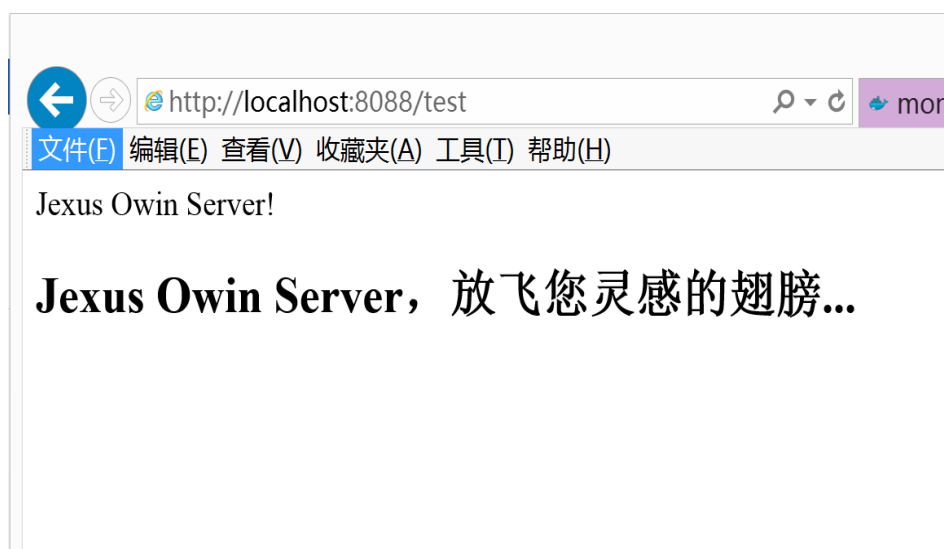 http://localhost:8088/test mor
文件(F) 编辑(E) 查看(V) 收藏夹(A) 工具(T) 帮助(H)
Jexus Owin Server!
Jexus Owin Server，放飞您灵感的翅膀...